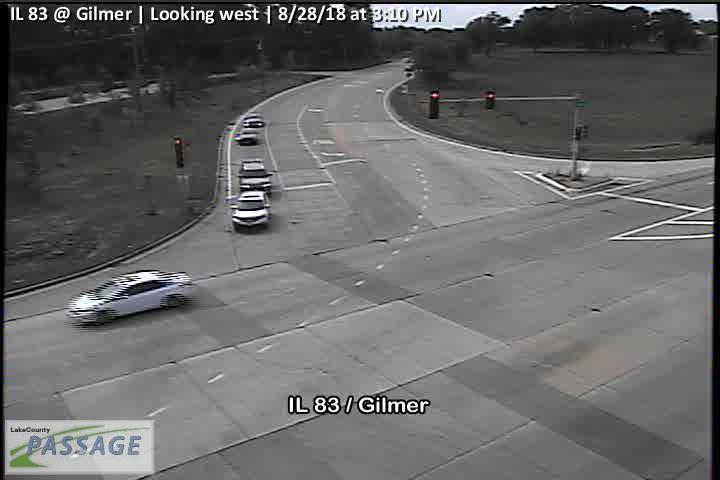 IL 83 @ Gilmer | Looking west | 8/28/18 at 3:10 PM
IL 83 / Gilmer
LakeCounty
PASSAGE